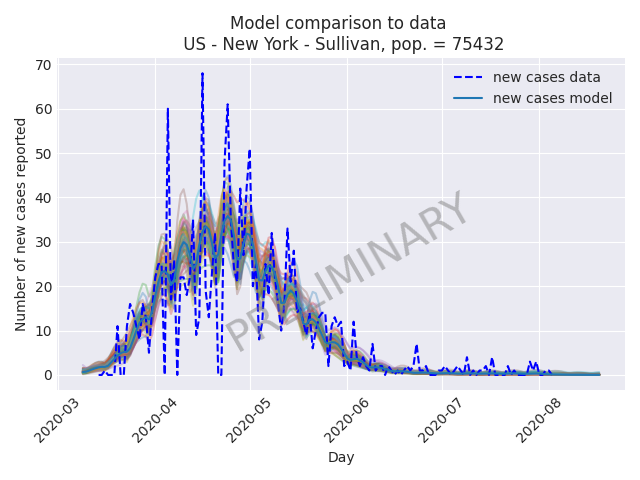 Model comparison to data
US - New York - Sullivan, pop. = 75432
70
60
50
40
30
20
10
0
Number of new cases reported
new cases data
new cases model
PRELIMINARY
2020-03
2020-04
2020-05
2020-06
2020-07
2020-08
Day